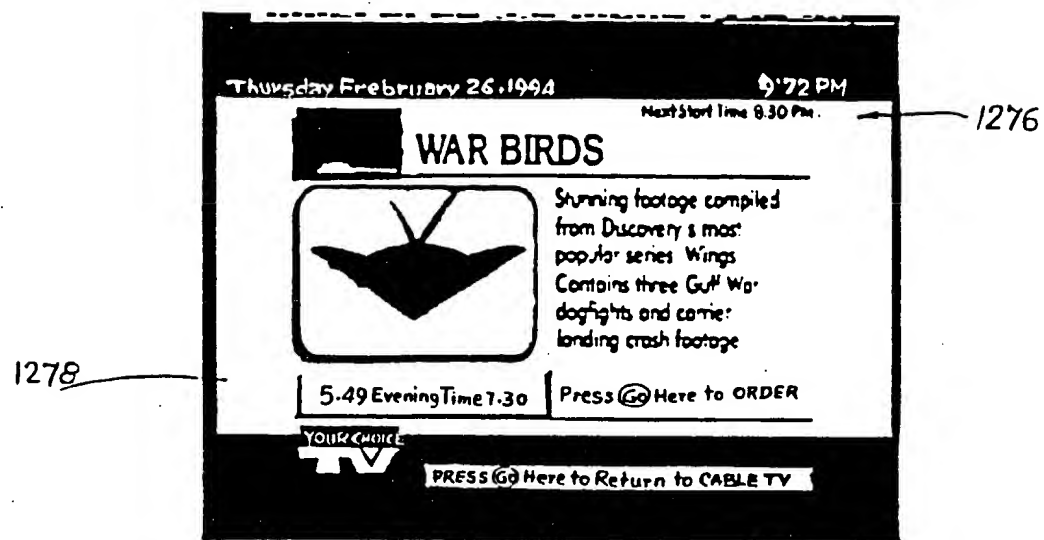 Thursday Frebruary 26.1994
9'72 PM
Next Start Time 8.30 PM.
1276
WAR BIRDS
Stunning footage compiled
from Discovery s most
popular series Wings
Contains three Gulf War
dogfights and carrier
landing crash footage
1278
5.49 Evening Time 7.30
Press Go Here to ORDER
YOUR CHOICE
TV
PRESS Go Here to Return to CABLE TV